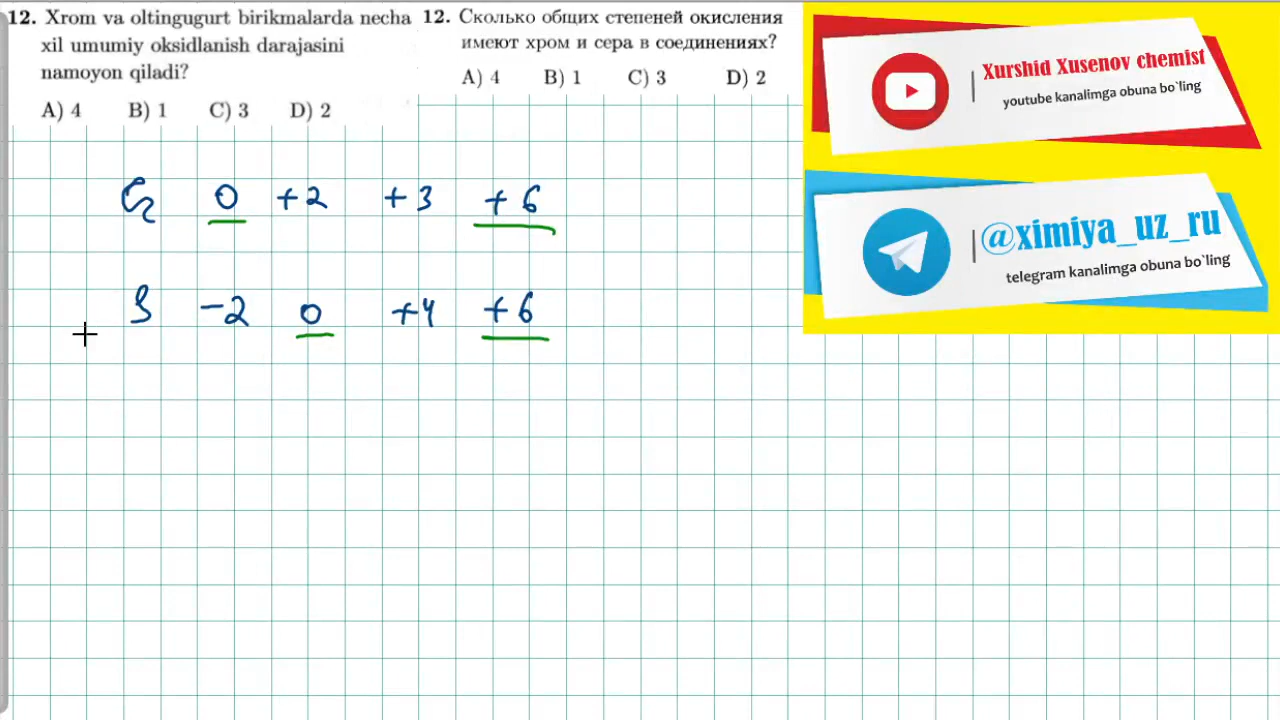 12. Xrom va oltingugurt birikmalarda necha
xil umumiy oksidlanish darajasini
namoyon qiladi?
A) 4 B) 1 C) 3 D) 2
12. Сколько общих степеней окисления
имеют хром и сера в соединениях?
A) 4 B) 1 C) 3 D) 2
Xurshid Xusenov chemist
youtube kanalimga obuna bo`ling
@ximiya_uz_ru
telegram kanalimga obuna bo`ling
Cr 0 +2 +3 +6
S -2 0 +4 +6